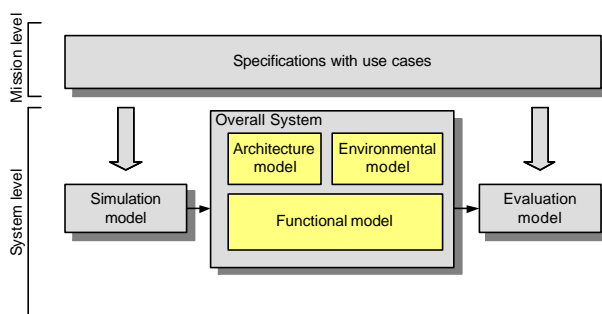 Mission level
Specifications with use cases
System level
Overall System
Architecture
model
Environmental
model
Simulation
model
Functional model
Evaluation
model